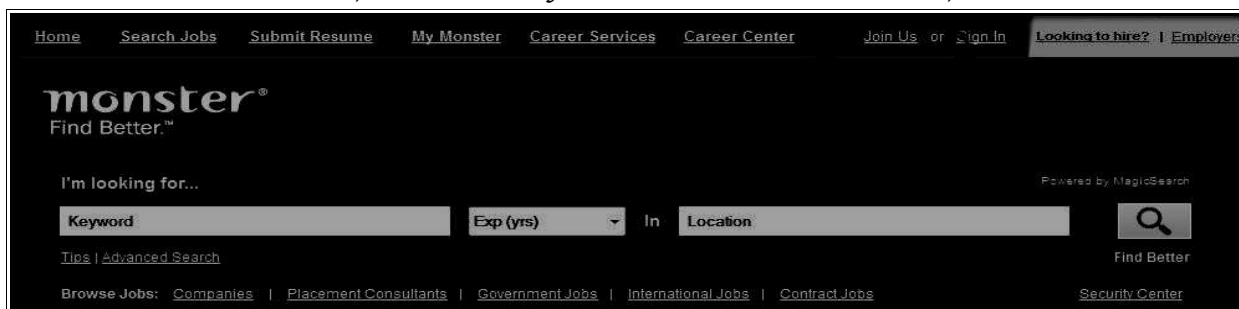 Home Search Jobs Submit Resume My Monster Career Services Career Center Join Us or Sign In Looking to hire? | Employers
monster®
Find Better.™
I'm looking for...
Powered by MagicSearch
Keyword Exp (yrs) In Location
Tips | Advanced Search
Find Better
Browse Jobs: Companies | Placement Consultants | Government Jobs | International Jobs | Contract Jobs Security Center